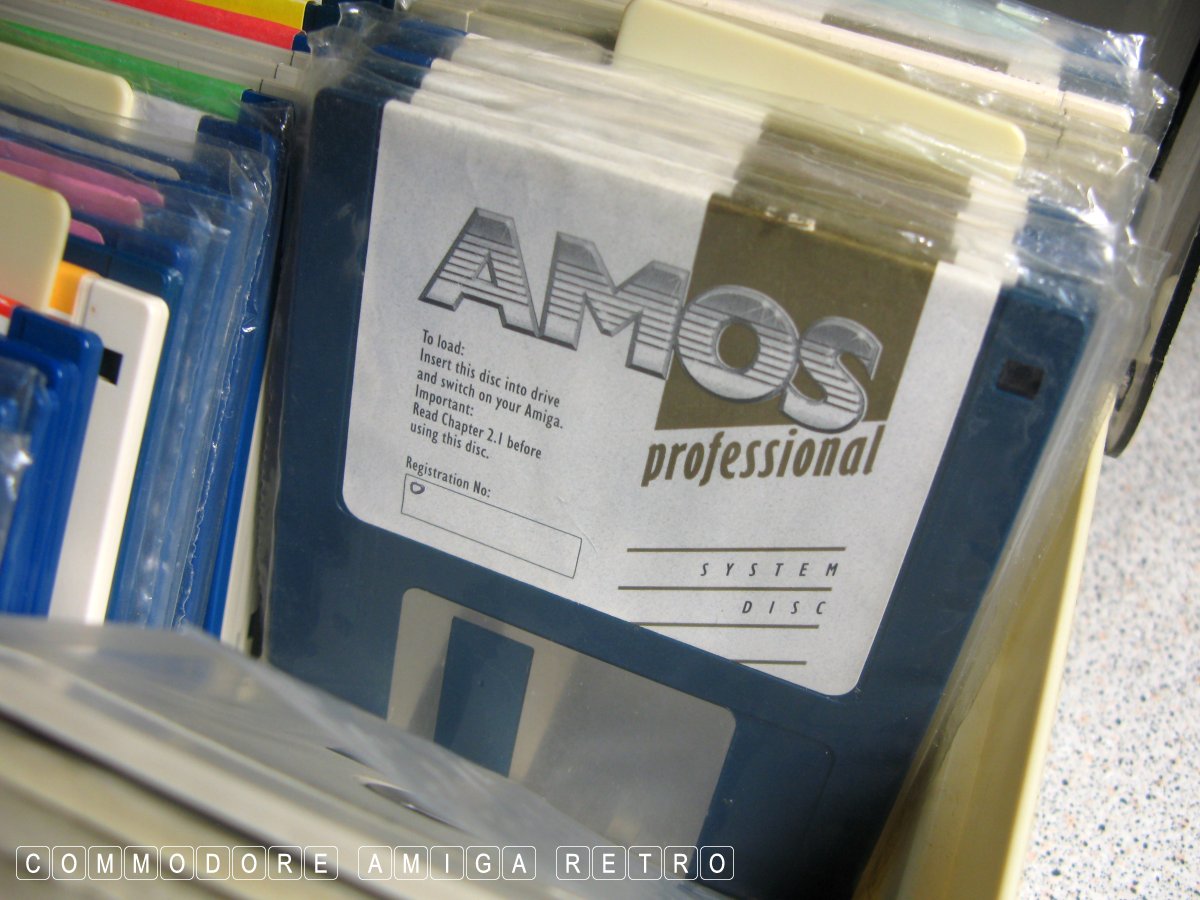 AMOS
professional
To load:
Insert this disc into drive
and switch on your Amiga.
Important:
Read Chapter 2.1 before
using this disc.
Registration No:
SYSTEM
DISC
COMMODORE AMIGA RETRO